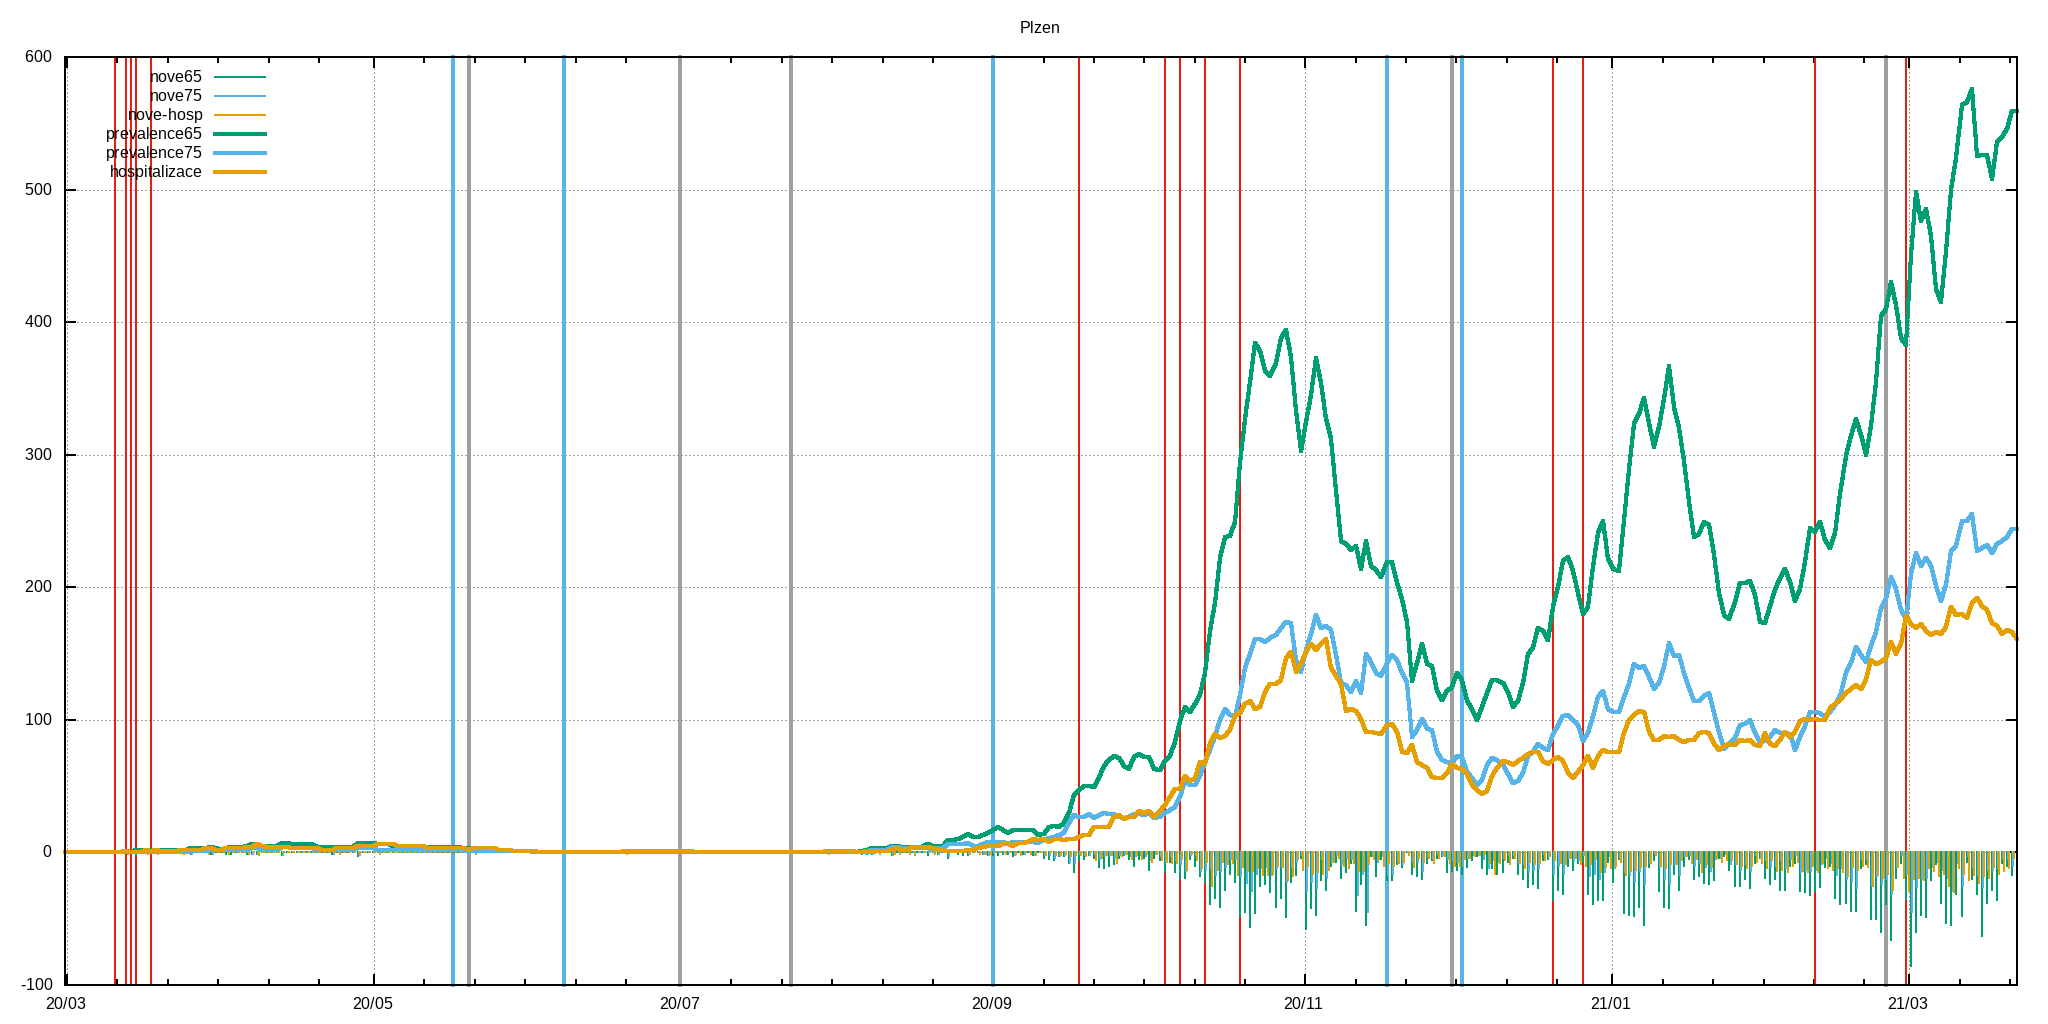 Plzen
600
nove65
nove75
nove-hosp
prevalence65
prevalence75
hospitalizace
500
400
300
200
100
0
-100
20/03 20/05 20/07 20/09 20/11 21/01 21/03